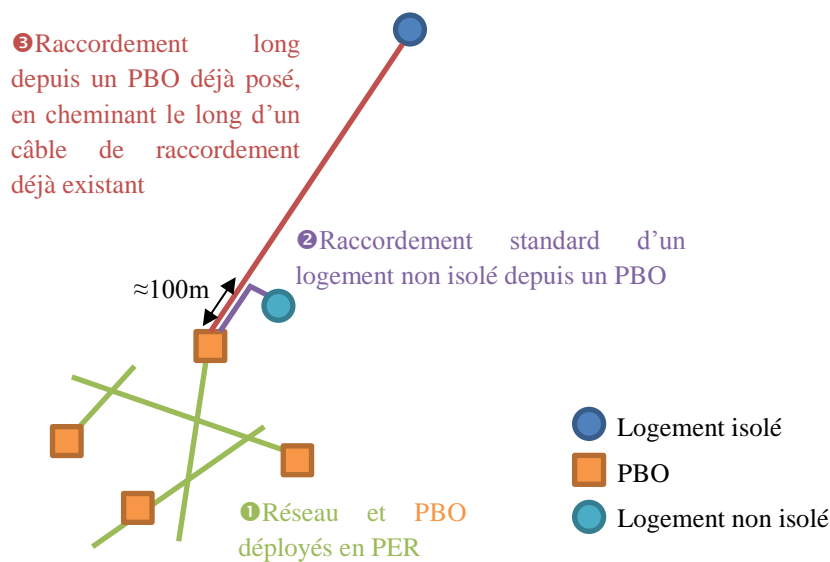 ❸Raccordement long
depuis un PBO déjà posé,
en cheminant le long d’un
câble de raccordement
déjà existant
❷Raccordement standard d’un
logement non isolé depuis un PBO
≈100m
Logement isolé
PBO
Logement non isolé
❶Réseau et PBO
déployés en PER